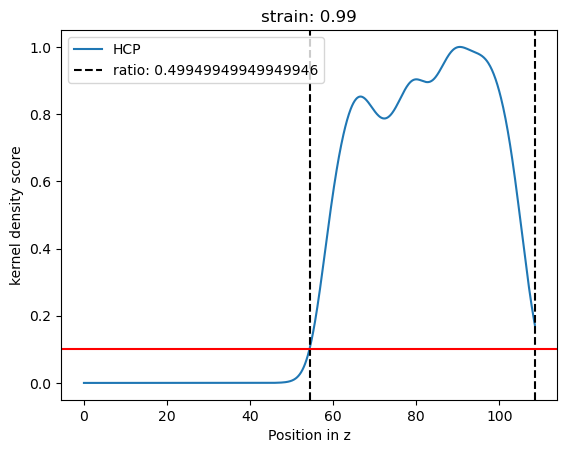 strain: 0.99
HCP
ratio: 0.49949949949949946
kernel density score
1.0
0.8
0.6
0.4
0.2
0.0
0 20 40 60 80 100
Position in z